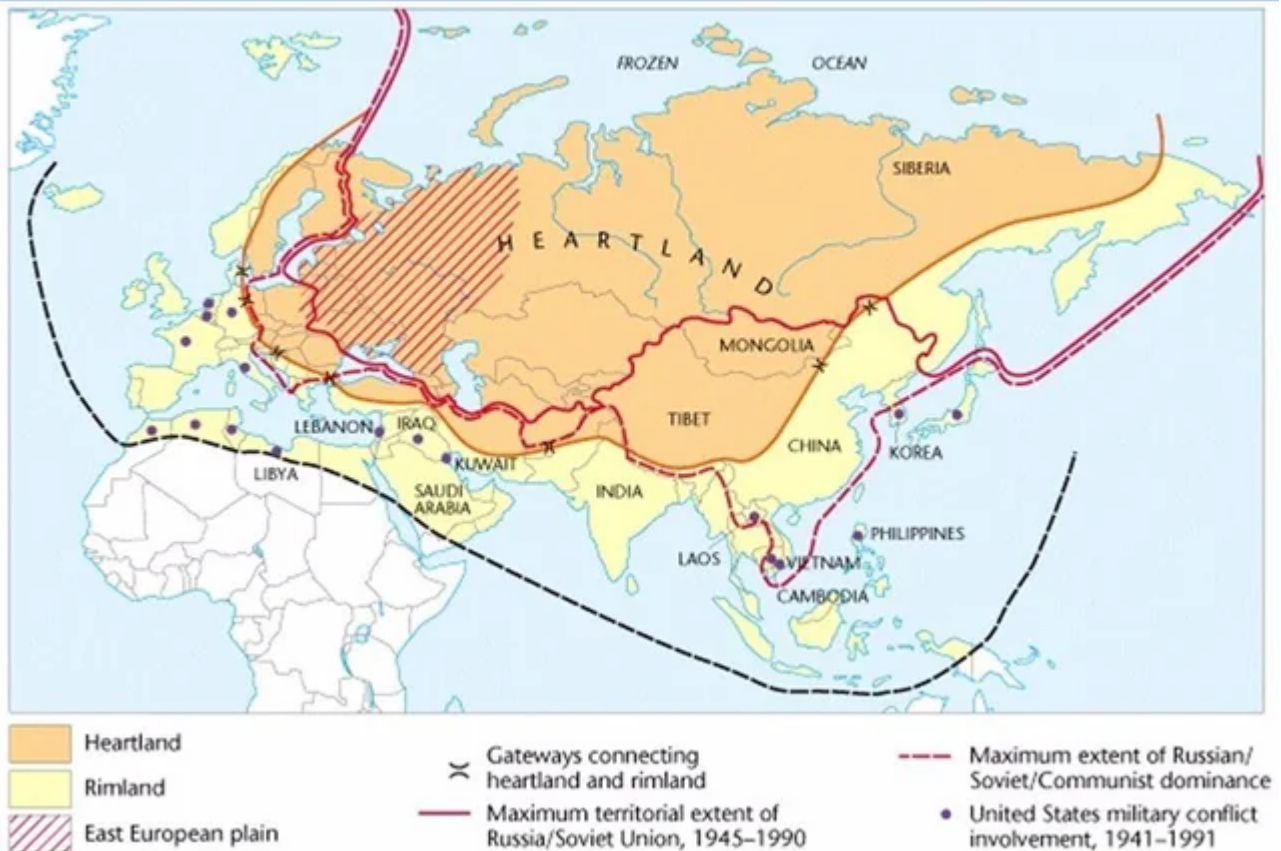 FROZEN OCEAN
SIBERIA
HEARTLAND
MONGOLIA
TIBET
LEBANON
IRAQ
CHINA
KOREA
KUWAIT
LIBYA
SAUDI
ARABIA
INDIA
PHILIPPINES
LAOS
VIETNAM
CAMBODIA
Heartland
Rimland
East European plain
Gateways connecting
heartland and rimland
Maximum territorial extent of
Russia/Soviet Union, 1945–1990
Maximum extent of Russian/
Soviet/Communist dominance
United States military conflict
involvement, 1941–1991